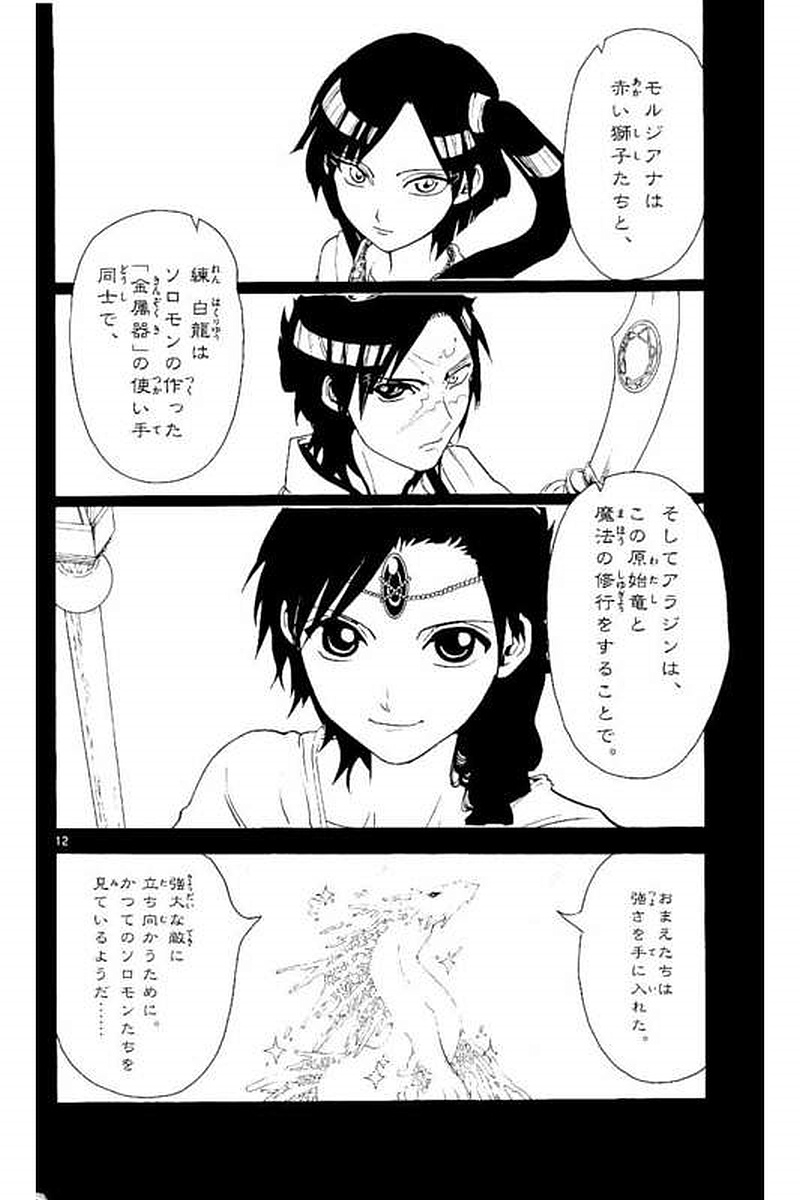 モルジアナは
赤い獅子たちと、
練 白龍は
ソロモンの作った
「金属器」の使い手
同士で、
そしてアラジンは、
この原始竜と
魔法の修行をすることで。
おまえたちは
強さを手に入れた。
強大な敵に
立ち向かうために。
かつてのソロモンたちを
見ているようだ……
12